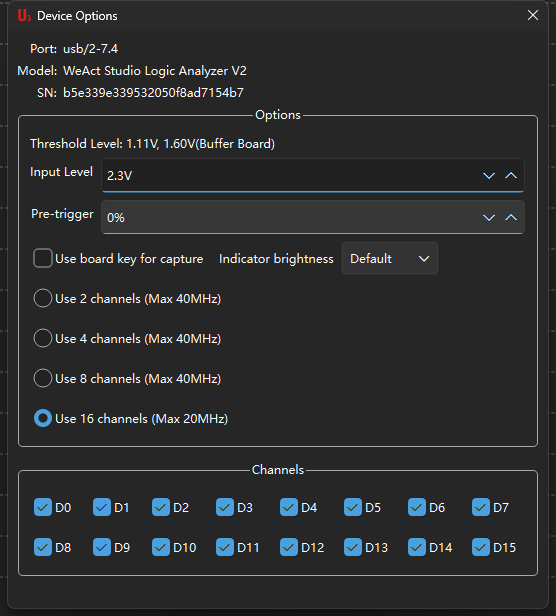 U3 Device Options
Port: usb/2-7.4
Model: WeAct Studio Logic Analyzer V2
SN: b5e339e339532050f8ad7154b7
Options
Threshold Level: 1.11V, 1.60V(Buffer Board)
Input Level 2.3V
Pre-trigger 0%
Use board key for capture Indicator brightness Default
Use 2 channels (Max 40MHz)
Use 4 channels (Max 40MHz)
Use 8 channels (Max 40MHz)
Use 16 channels (Max 20MHz)
Channels
D0 D1 D2 D3 D4 D5 D6 D7
D8 D9 D10 D11 D12 D13 D14 D15